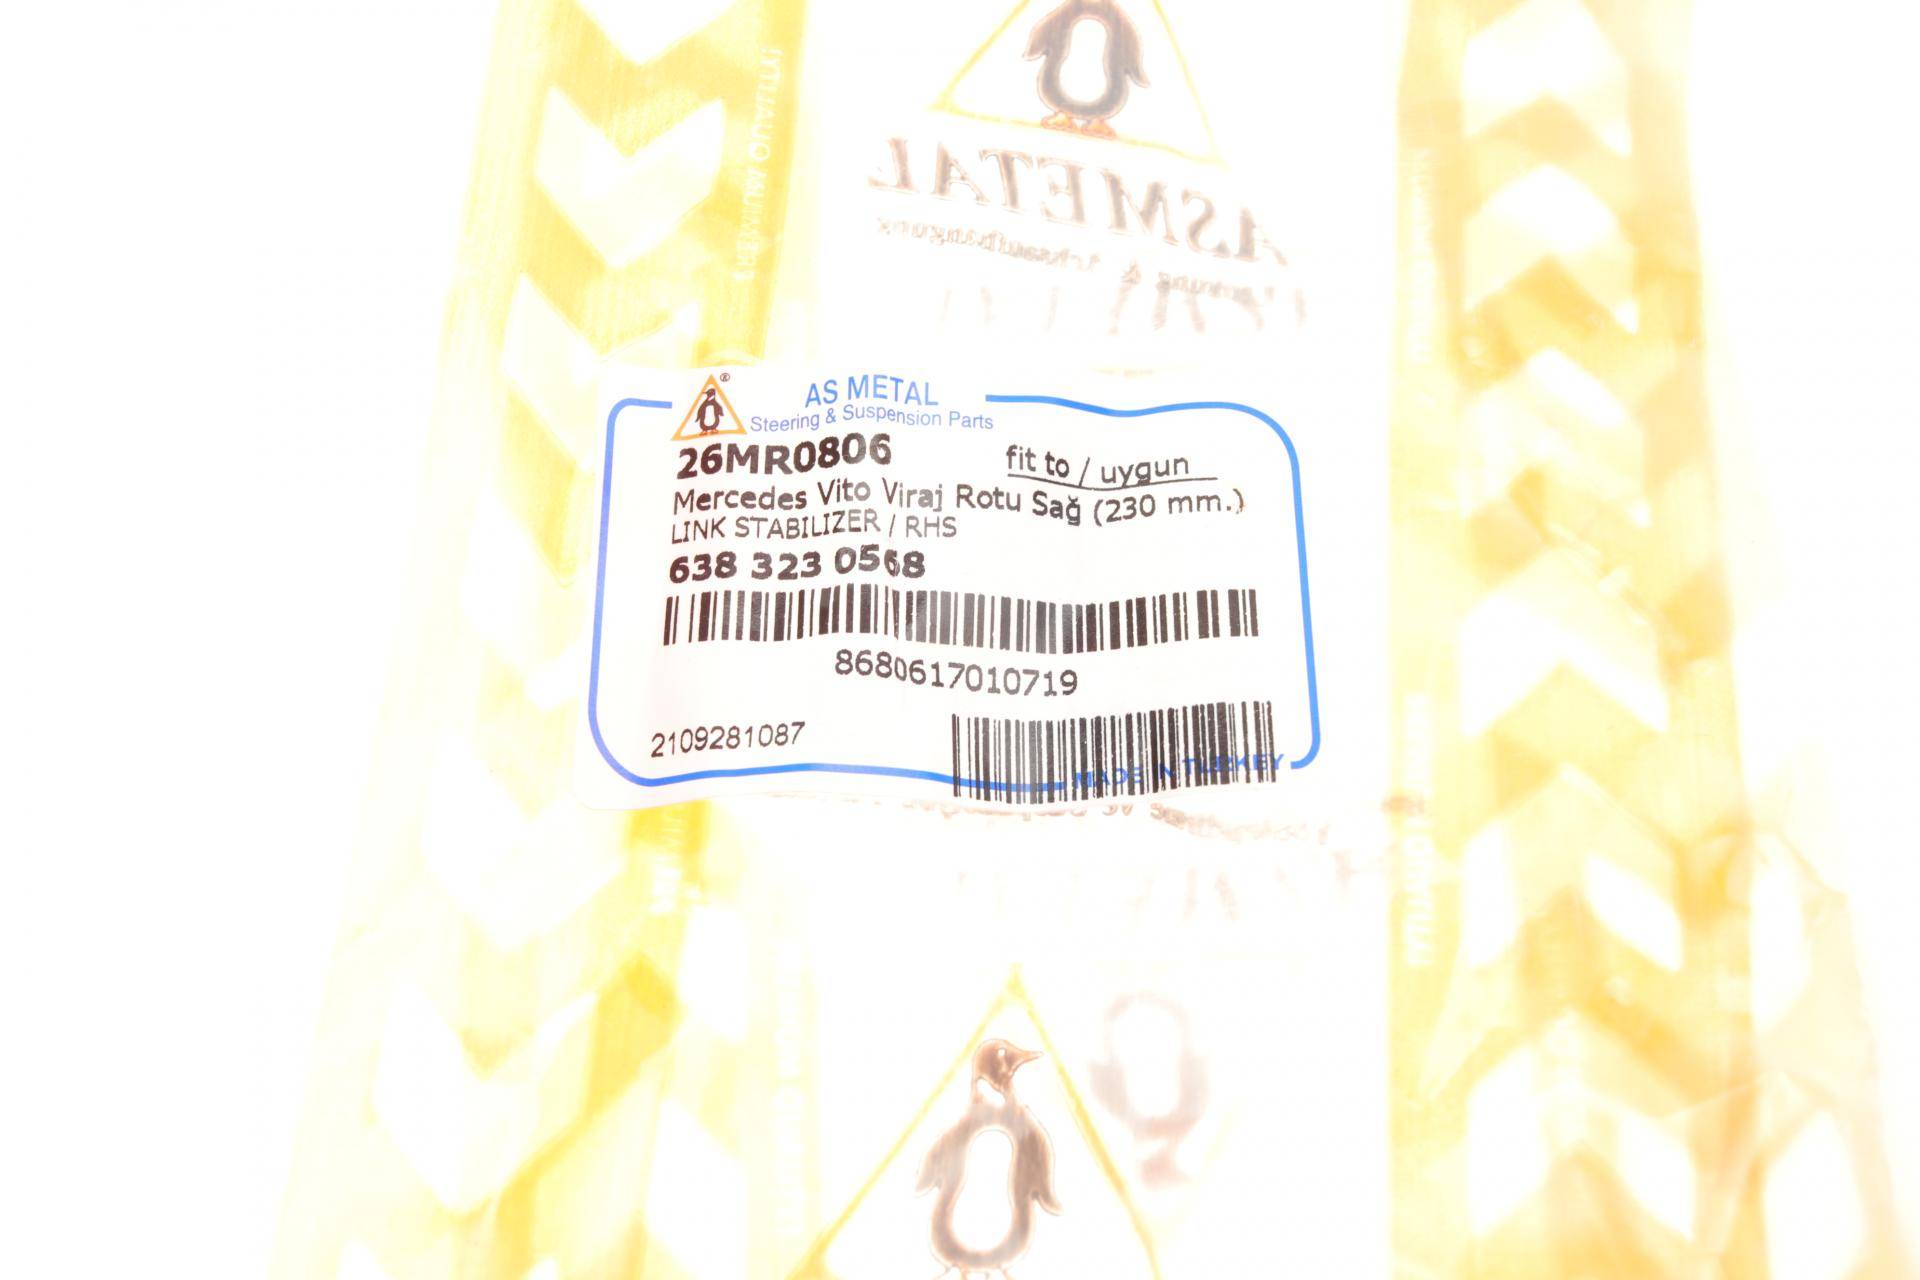 ASMETAL
®
AS METAL
Steering & Suspension Parts
26MR0806
fit to / uygun
Mercedes Vito Viraj Rotu Sağ (230 mm.)
LINK STABILIZER / RHS
638 323 0568
8680617010719
2109281087
MADE IN TURKEY